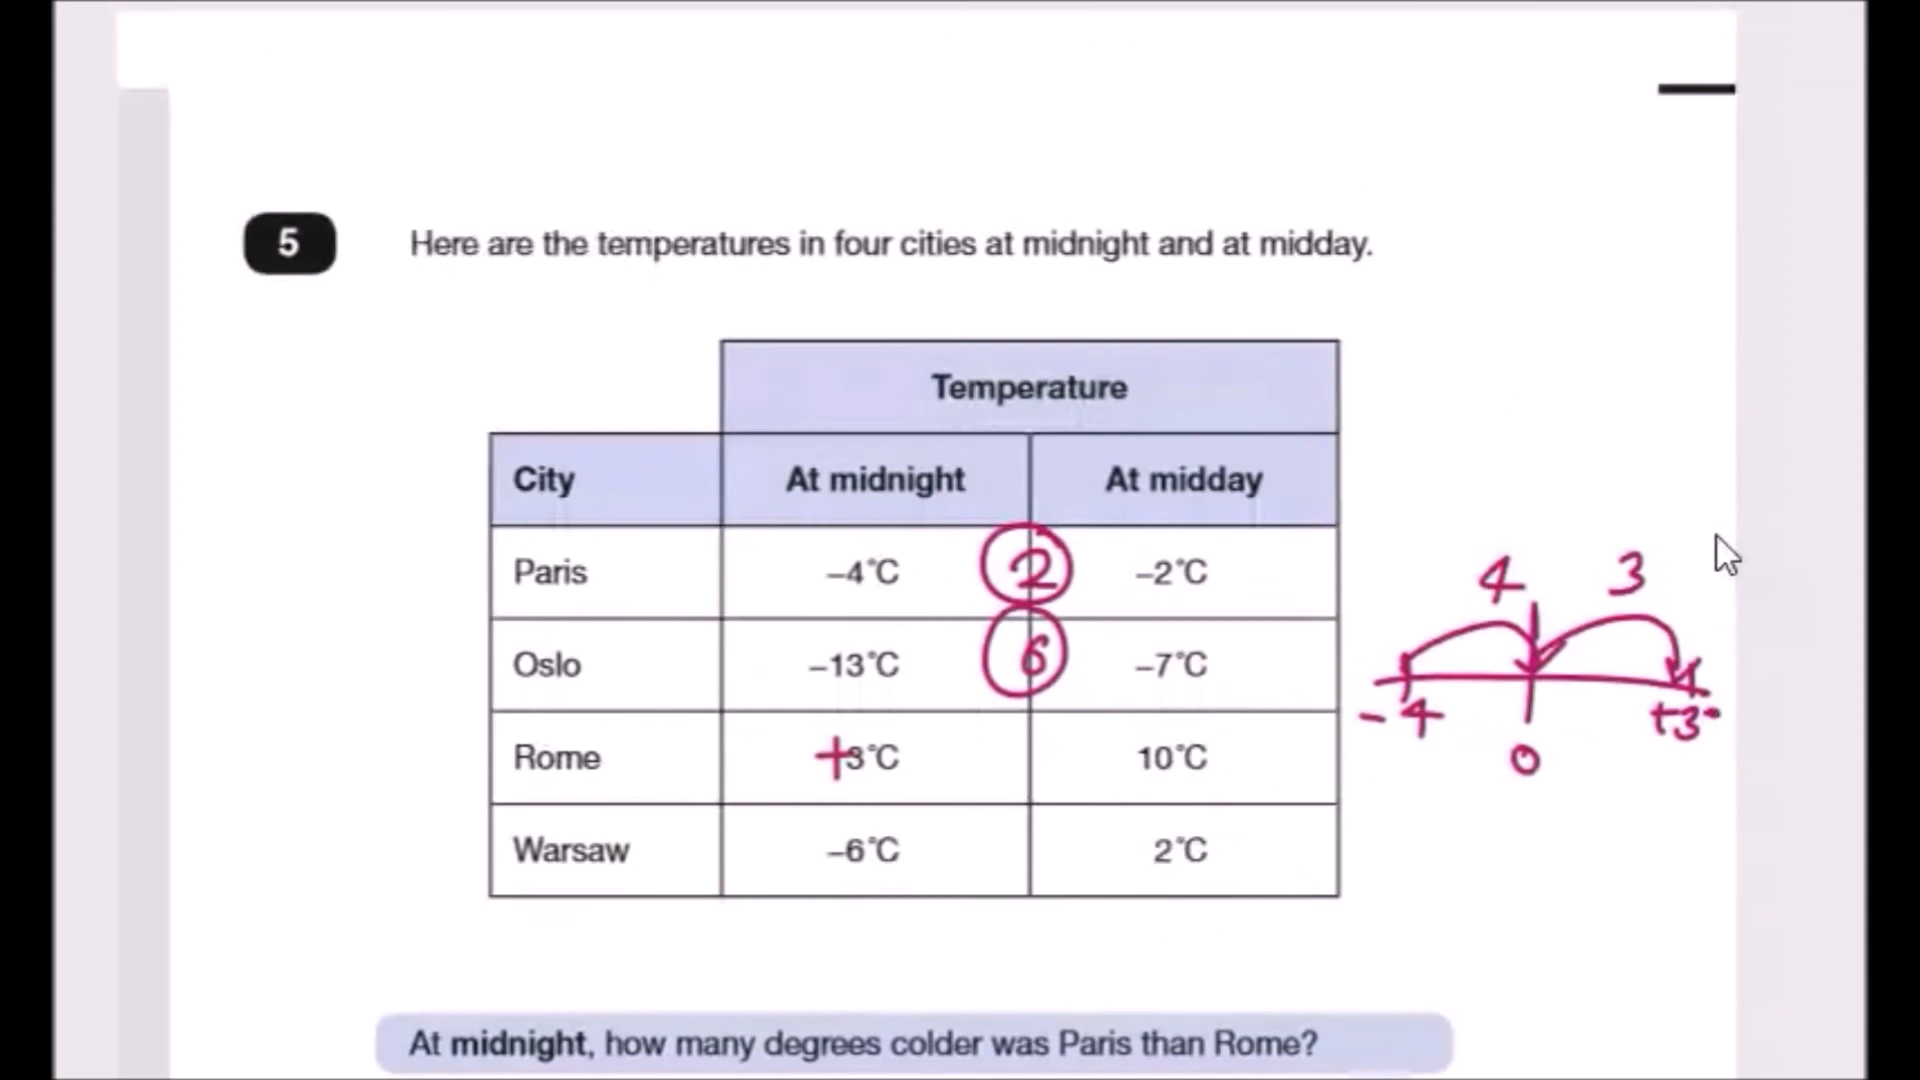 5 Here are the temperatures in four cities at midnight and at midday.
Temperature
City At midnight At midday
Paris –4°C 2 –2°C
Oslo –13°C 6 –7°C
Rome +3°C 10°C
Warsaw –6°C 2°C
4 3
-4 0 +3
At midnight, how many degrees colder was Paris than Rome?